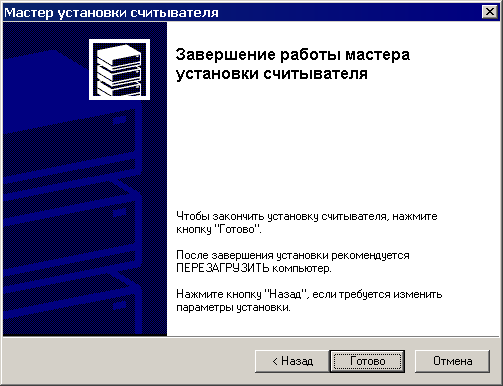 Мастер установки считывателя
Завершение работы мастера
установки считывателя
Чтобы закончить установку считывателя, нажмите
кнопку "Готово".
После завершения установки рекомендуется
ПЕРЕЗАГРУЗИТЬ компьютер.
Нажмите кнопку "Назад", если требуется изменить
параметры установки.
< Назад
Готово
Отмена